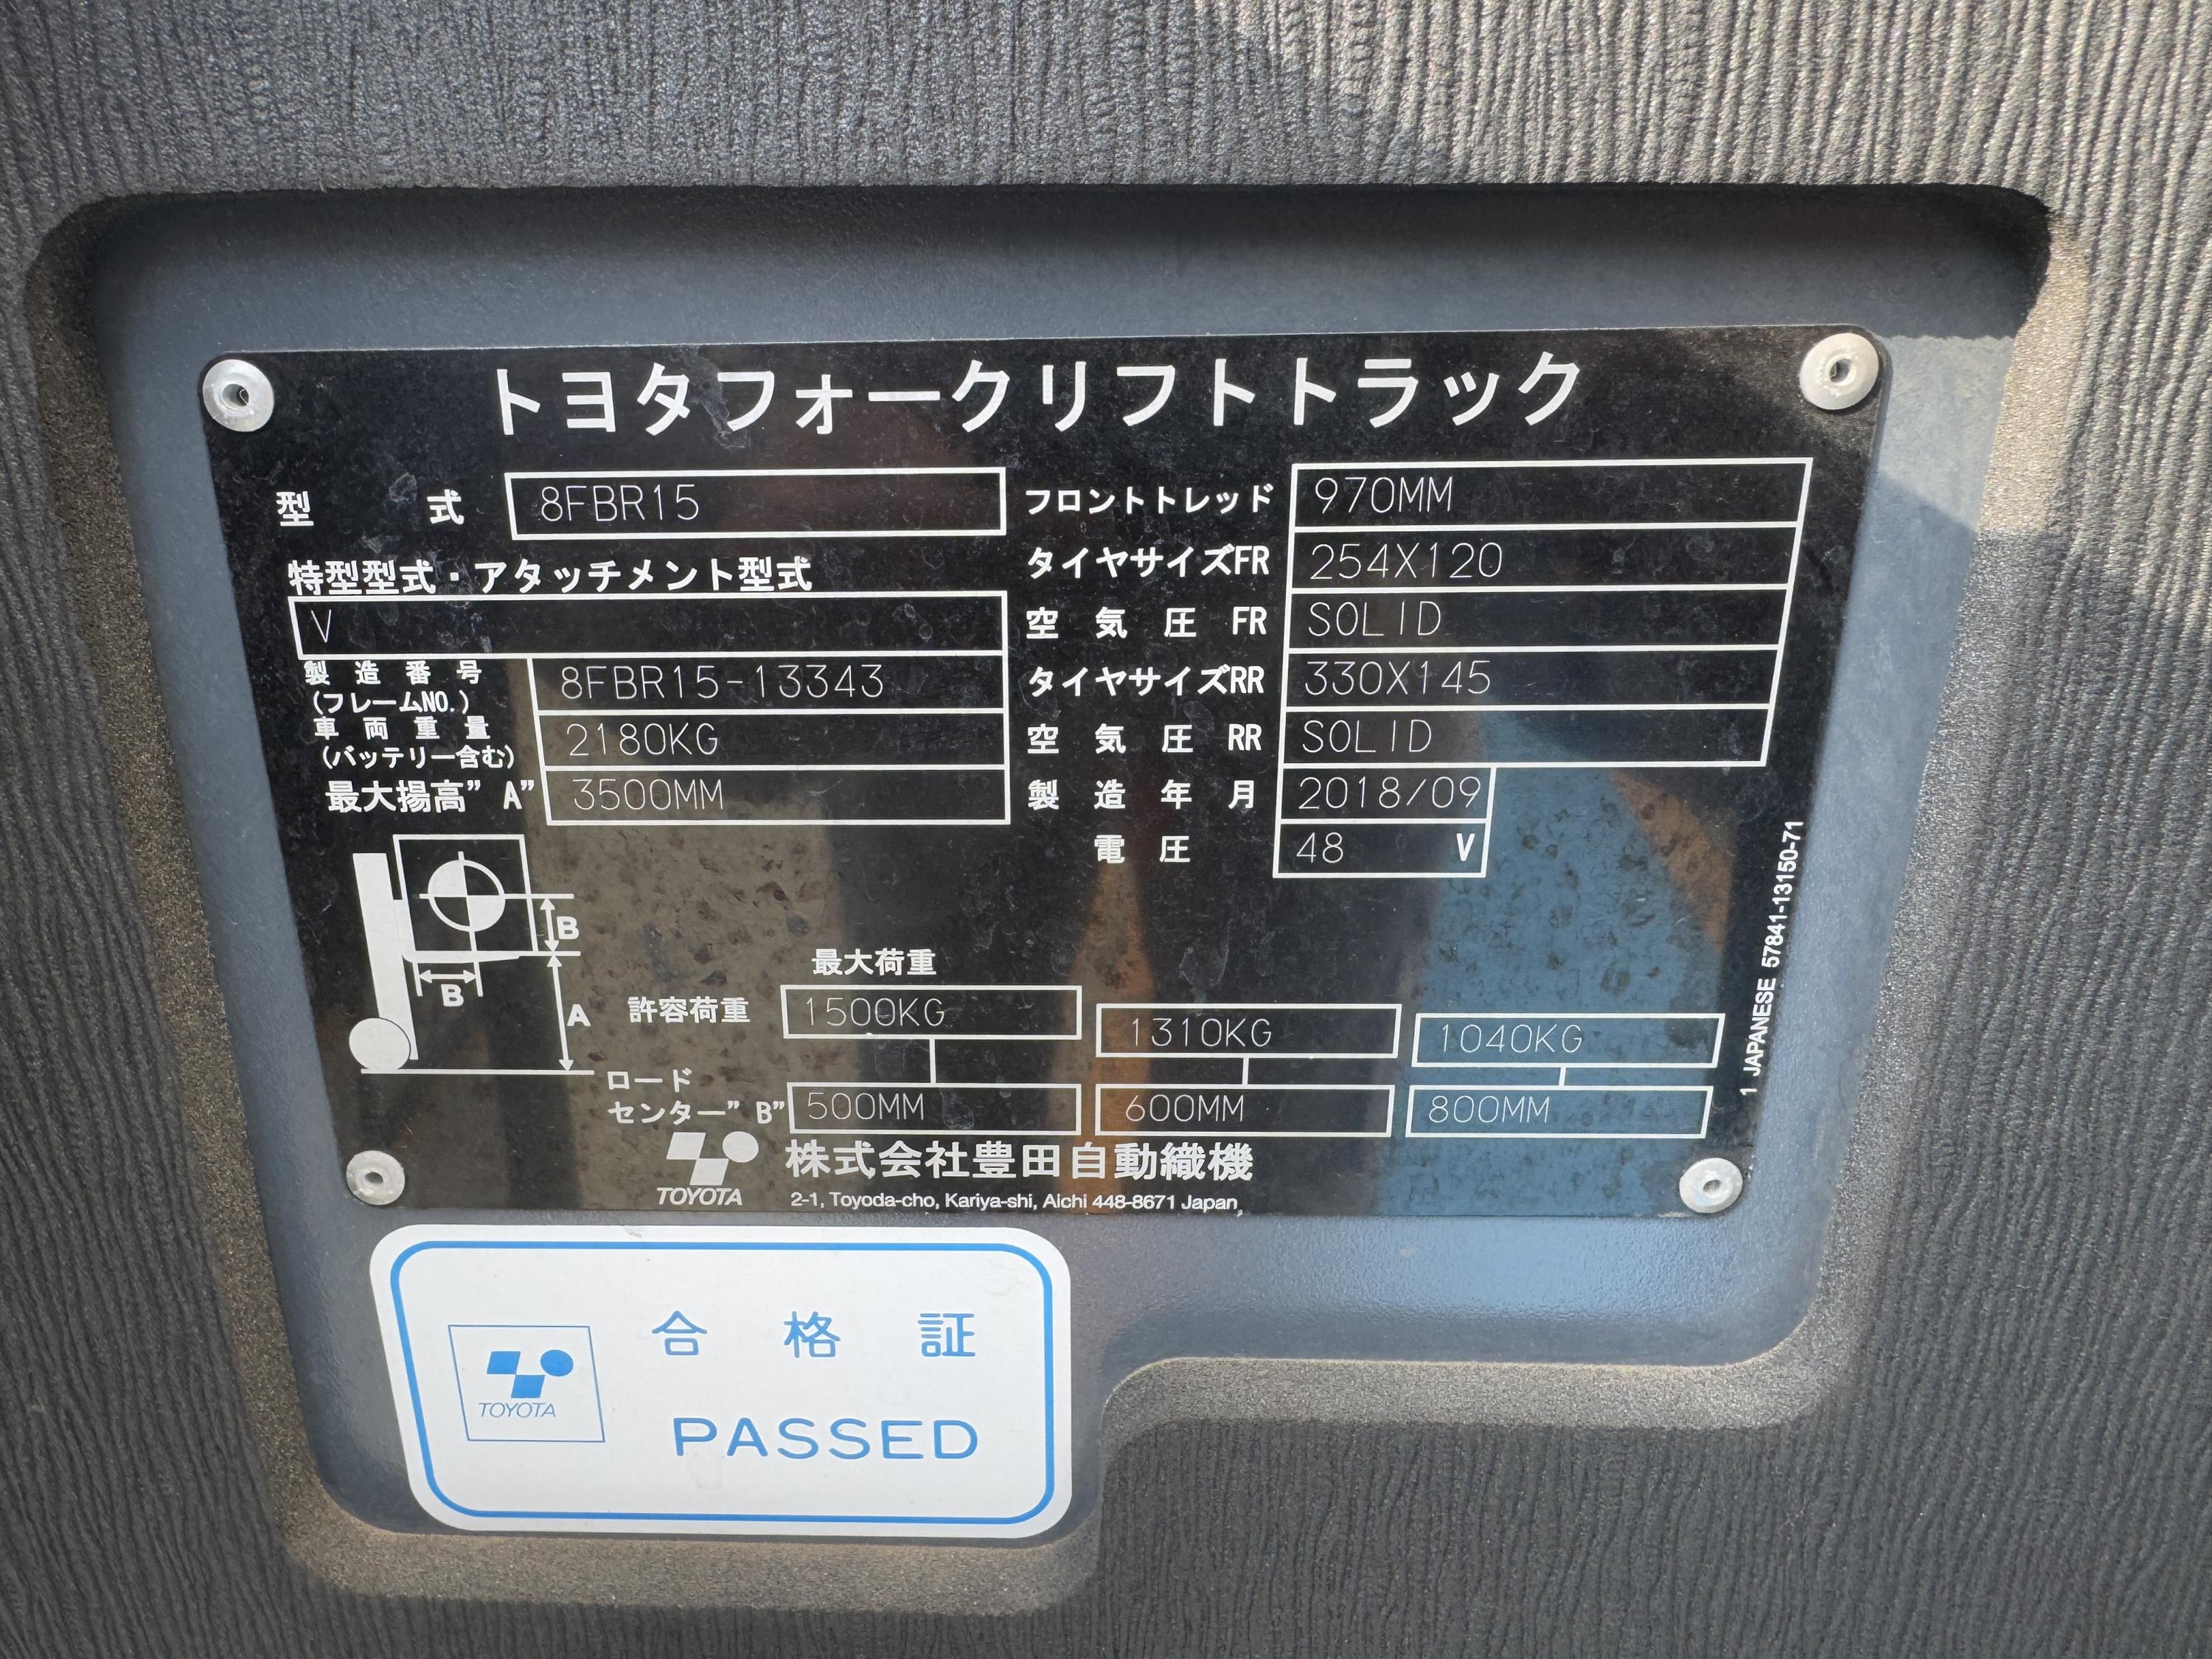 トヨタフォークリフトトラック
型 式 8FBR15
特型型式・アタッチメント型式
V
製造番号 8FBR15-13343
(フレームNO.)
車両重量 2180KG
(バッテリー含む)
最大揚高”A” 3500MM
フロントトレッド 970MM
タイヤサイズFR 254X120
空気圧 FR SOLID
タイヤサイズRR 330X145
空気圧 RR SOLID
製造年月 2018/09
電圧 48 V
B
B
A
最大荷重
許容荷重 1500KG 1310KG 1040KG
ロード
センター”B” 500MM 600MM 800MM
TOYOTA 株式会社豊田自動織機
2-1, Toyoda-cho, Kariya-shi, Aichi 448-8671 Japan
1 JAPANESE 57841-13150-71
合格証
TOYOTA
PASSED